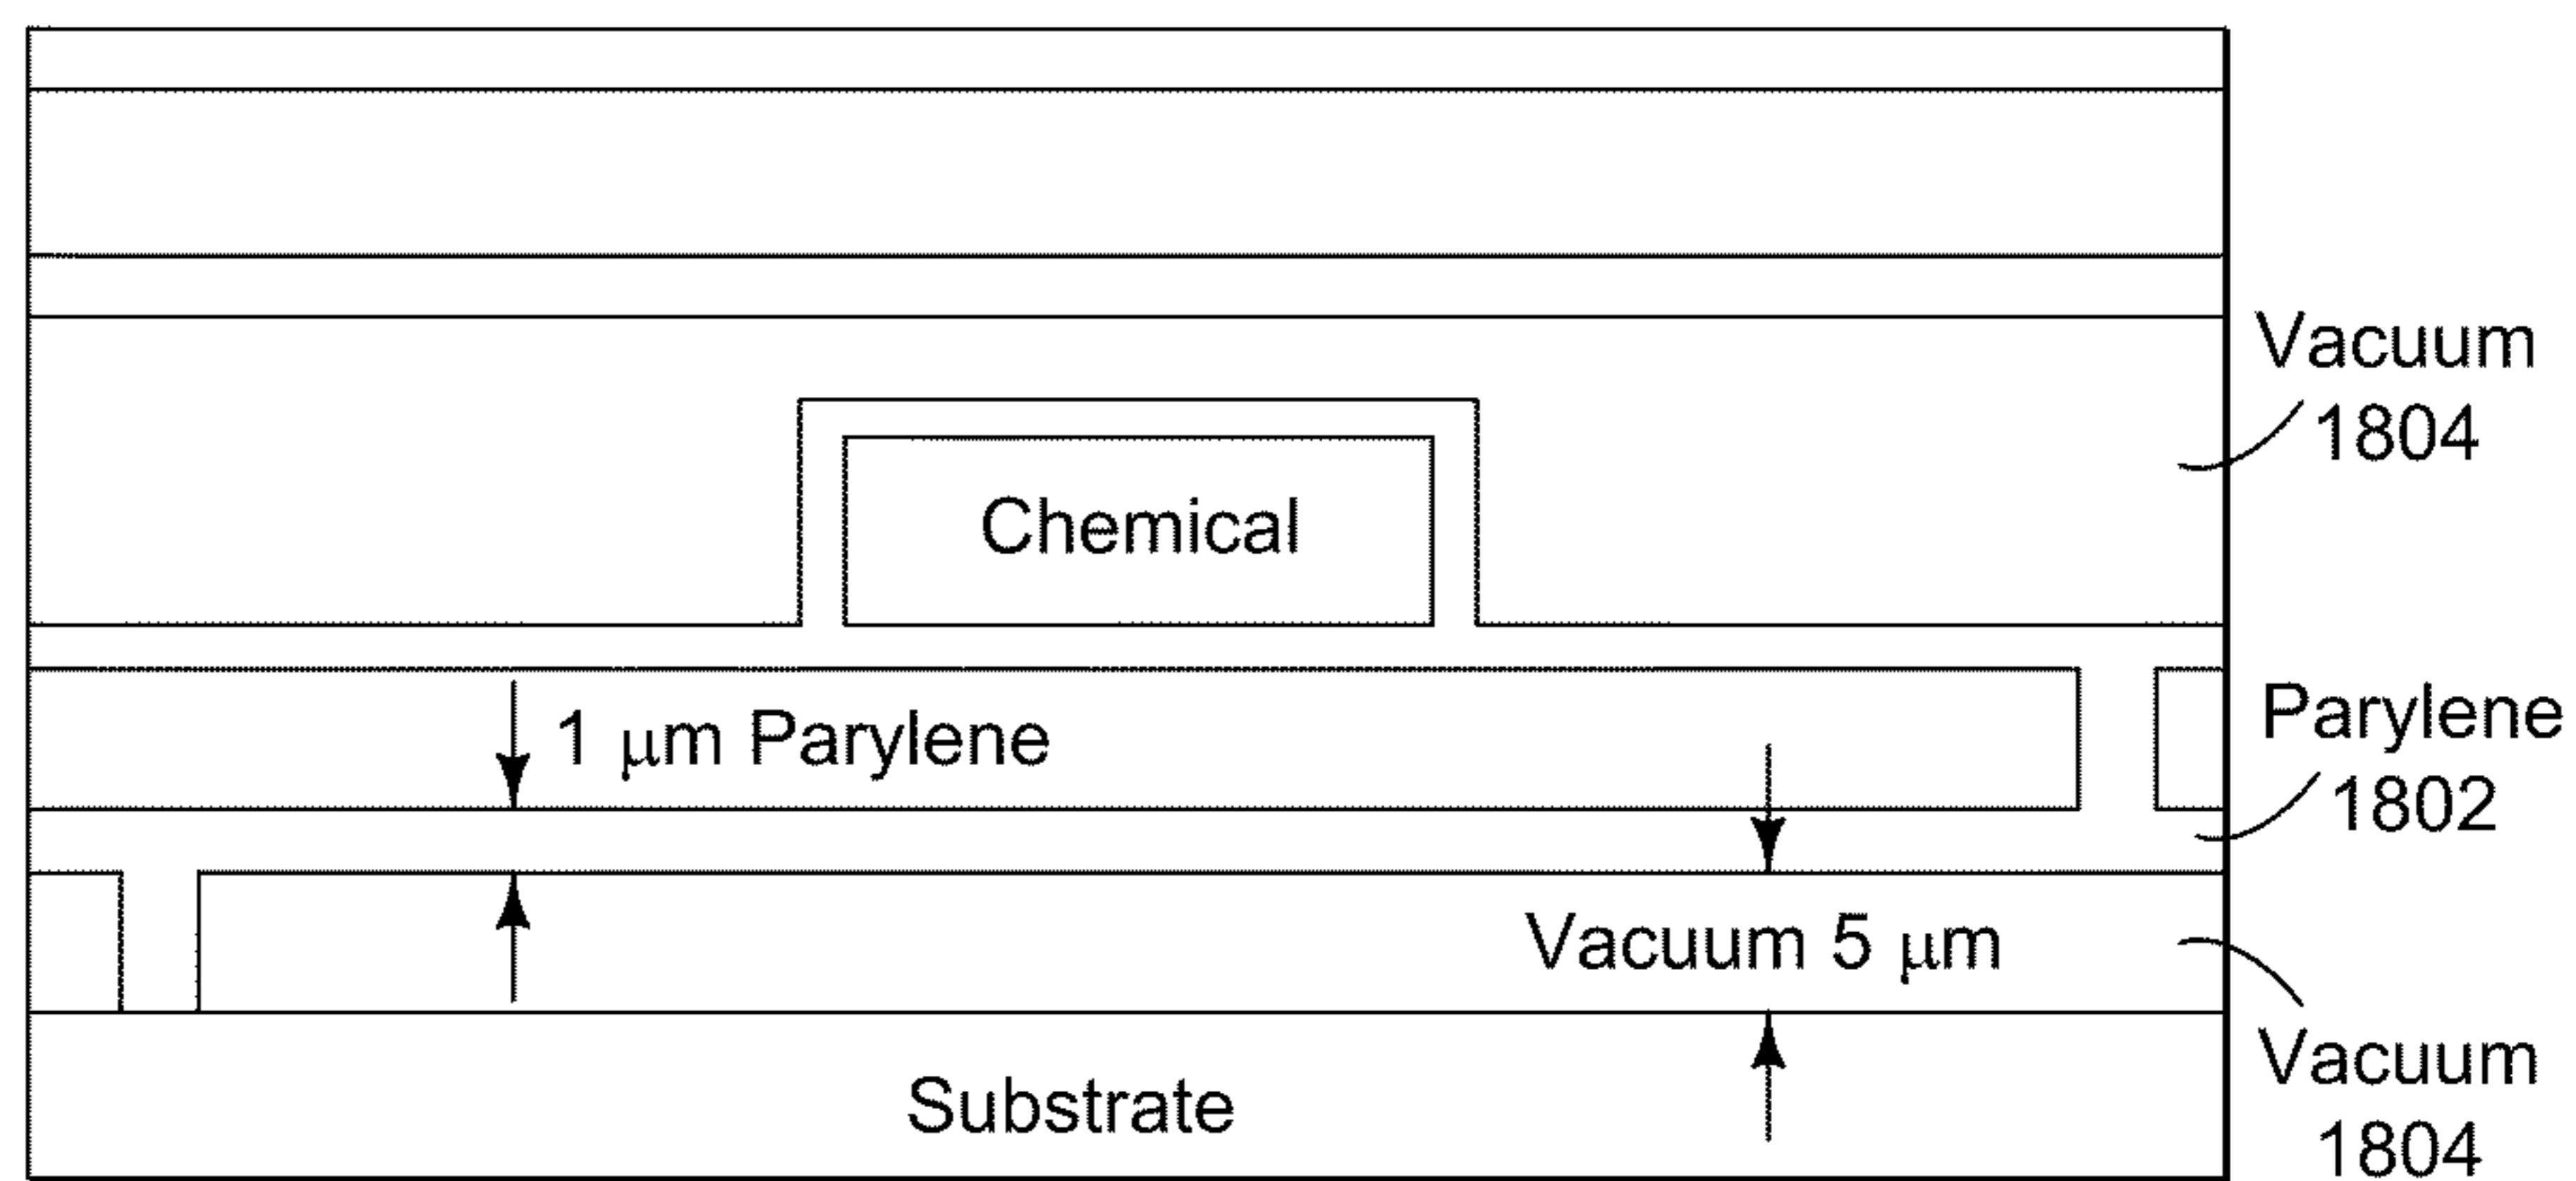 Vacuum
1804
Chemical
1 μm Parylene
Parylene
1802
Vacuum 5 μm
Vacuum
1804
Substrate